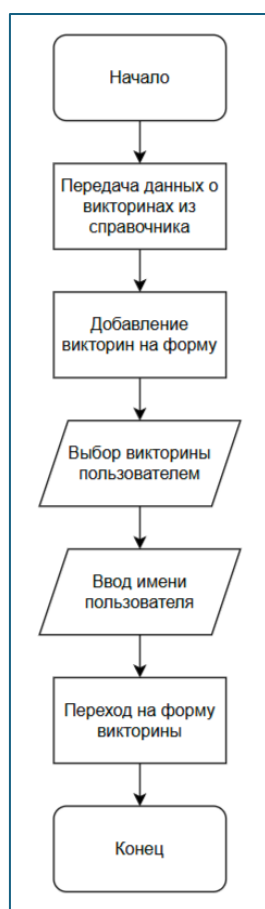 Начало
Передача данных о
викторинах из
справочника
Добавление
викторин на форму
Выбор викторины
пользователем
Ввод имени
пользователя
Переход на форму
викторины
Конец